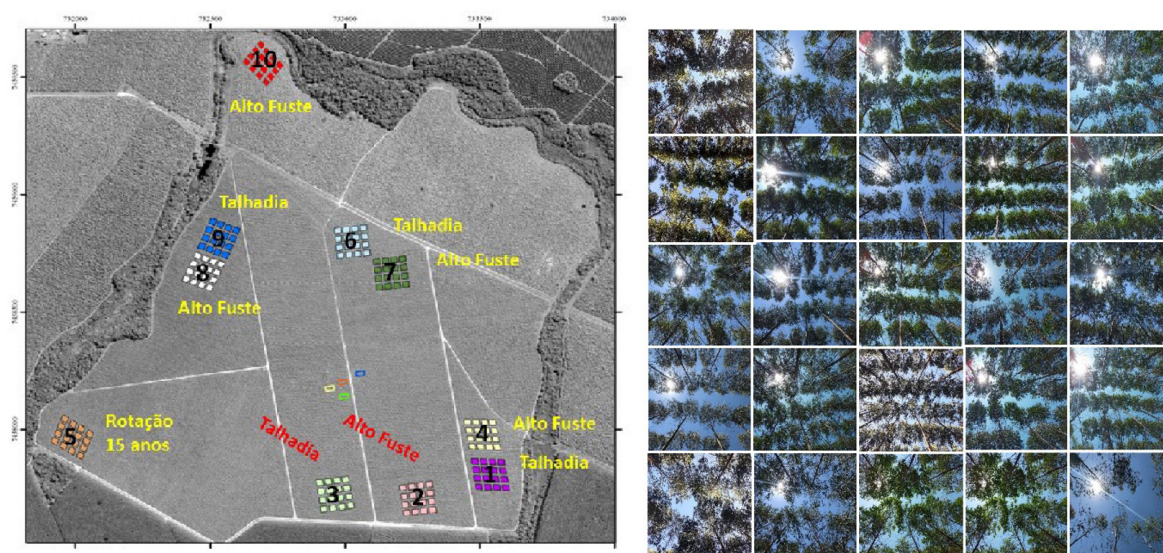 10
Alto Fuste
Talhadia
9
8
Alto Fuste
6
Talhadia
7
Alto Fuste
Rotação
15 anos
5
Talhadia
Alto Fuste
4
Alto Fuste
1
Talhadia
3
2